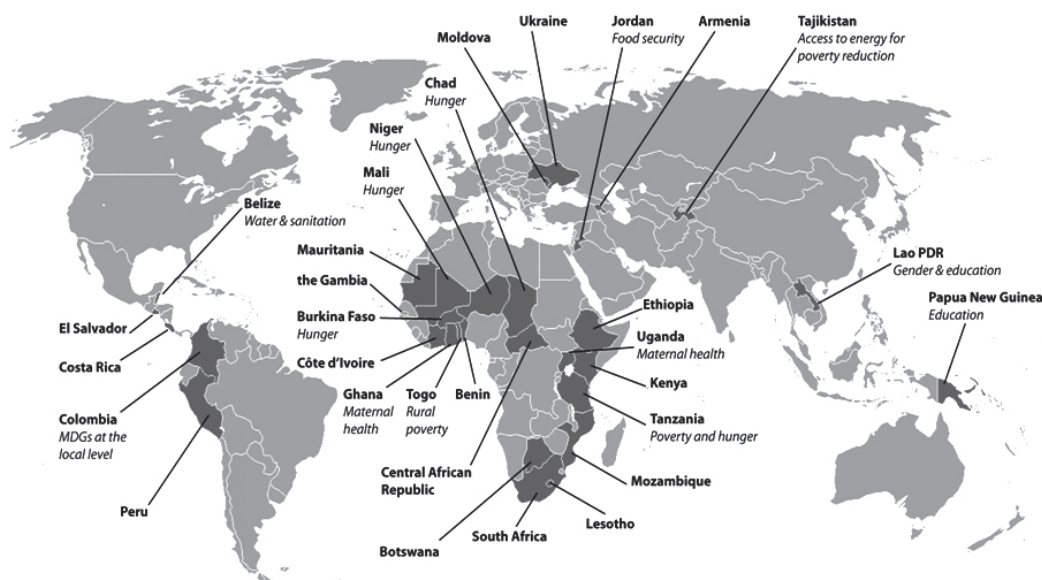 Ukraine
Jordan
Food security
Armenia
Tajikistan
Access to energy for
poverty reduction
Moldova
Chad
Hunger
Niger
Hunger
Mali
Hunger
Belize
Water & sanitation
Mauritania
the Gambia
Burkina Faso
Hunger
Côte d'Ivoire
Ghana
Maternal
health
Togo
Rural
poverty
Benin
El Salvador
Costa Rica
Colombia
MDGs at the
local level
Peru
Central African
Republic
Botswana
South Africa
Lesotho
Mozambique
Tanzania
Poverty and hunger
Kenya
Uganda
Maternal health
Ethiopia
Lao PDR
Gender & education
Papua New Guinea
Education